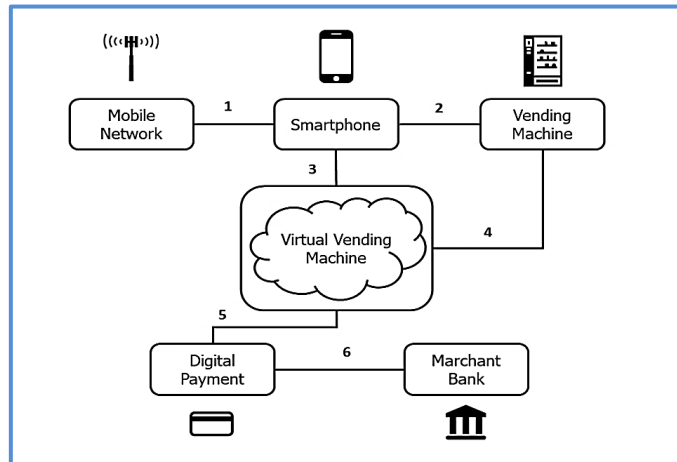 Mobile
Network
1
Smartphone
2
Vending
Machine
3
Virtual Vending
Machine
4
5
Digital
Payment
6
Marchant
Bank